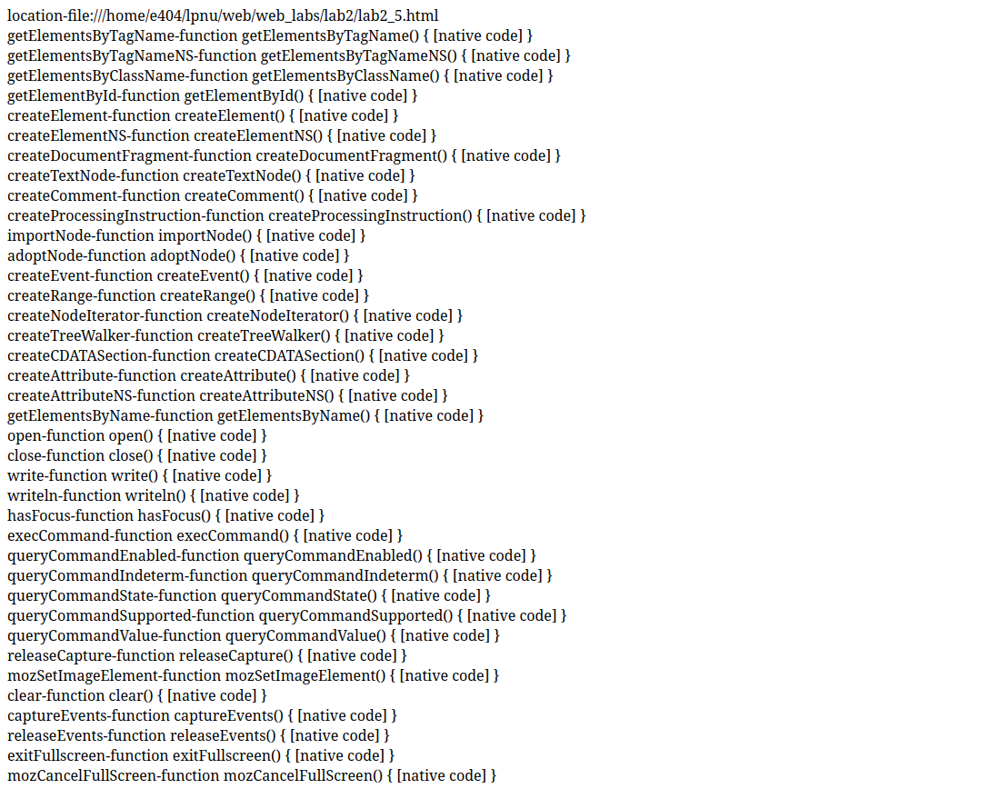 location-file:///home/e404/lpnu/web/web_labs/lab2/lab2_5.html
getElementsByTagName-function getElementsByTagName() { [native code] }
getElementsByTagNameNS-function getElementsByTagNameNS() { [native code] }
getElementsByClassName-function getElementsByClassName() { [native code] }
getElementById-function getElementById() { [native code] }
createElement-function createElement() { [native code] }
createElementNS-function createElementNS() { [native code] }
createDocumentFragment-function createDocumentFragment() { [native code] }
createTextNode-function createTextNode() { [native code] }
createComment-function createComment() { [native code] }
createProcessingInstruction-function createProcessingInstruction() { [native code] }
importNode-function importNode() { [native code] }
adoptNode-function adoptNode() { [native code] }
createEvent-function createEvent() { [native code] }
createRange-function createRange() { [native code] }
createNodeIterator-function createNodeIterator() { [native code] }
createTreeWalker-function createTreeWalker() { [native code] }
createCDATASection-function createCDATASection() { [native code] }
createAttribute-function createAttribute() { [native code] }
createAttributeNS-function createAttributeNS() { [native code] }
getElementsByName-function getElementsByName() { [native code] }
open-function open() { [native code] }
close-function close() { [native code] }
write-function write() { [native code] }
writeln-function writeln() { [native code] }
hasFocus-function hasFocus() { [native code] }
execCommand-function execCommand() { [native code] }
queryCommandEnabled-function queryCommandEnabled() { [native code] }
queryCommandIndeterm-function queryCommandIndeterm() { [native code] }
queryCommandState-function queryCommandState() { [native code] }
queryCommandSupported-function queryCommandSupported() { [native code] }
queryCommandValue-function queryCommandValue() { [native code] }
releaseCapture-function releaseCapture() { [native code] }
mozSetImageElement-function mozSetImageElement() { [native code] }
clear-function clear() { [native code] }
captureEvents-function captureEvents() { [native code] }
releaseEvents-function releaseEvents() { [native code] }
exitFullscreen-function exitFullscreen() { [native code] }
mozCancelFullScreen-function mozCancelFullScreen() { [native code] }